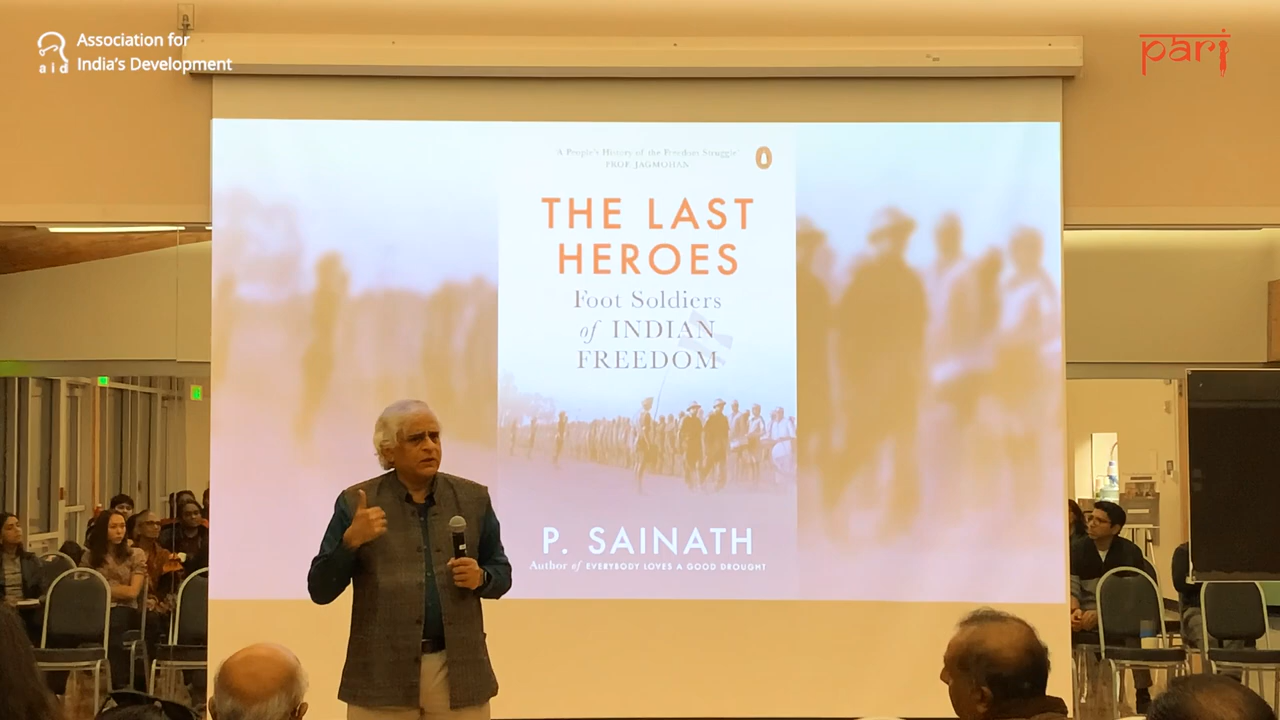 Association for
India's Development
aid
pari
'A People's History of the Freedom Struggle'
PROF. JAGMOHAN
THE LAST
HEROES
Foot Soldiers
of INDIAN
FREEDOM
P. SAINATH
Author of EVERYBODY LOVES A GOOD DROUGHT